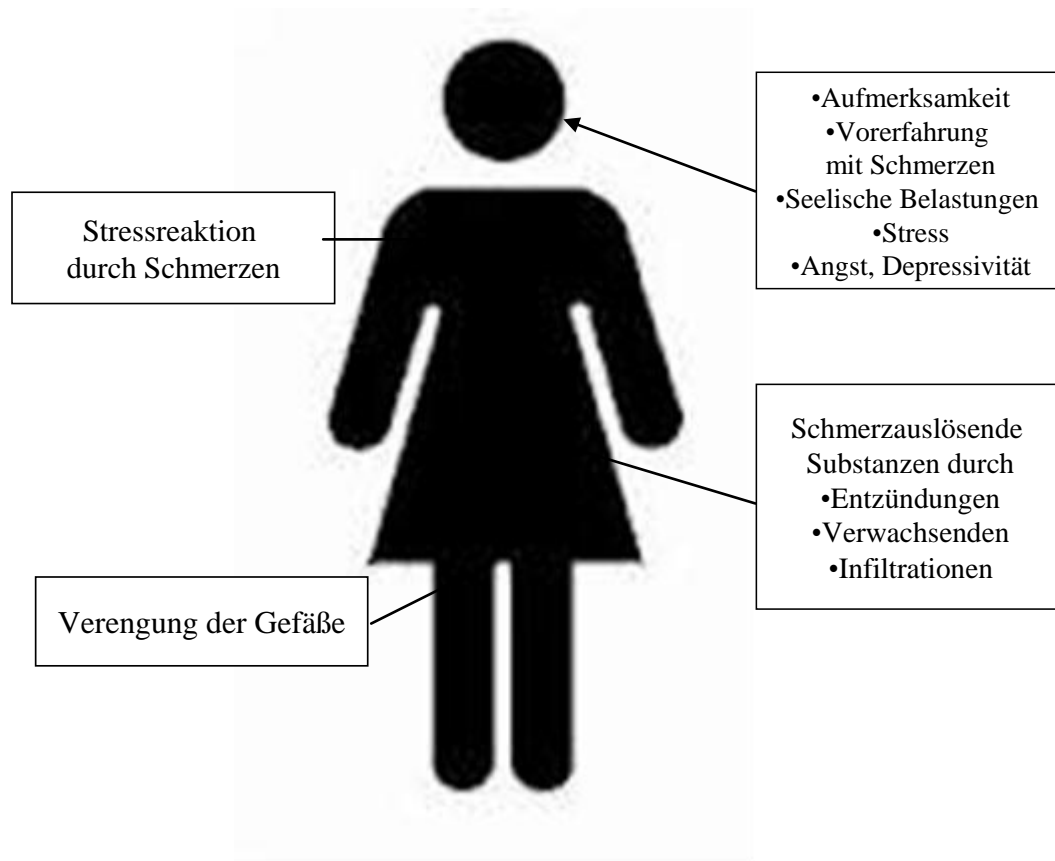 •Aufmerksamkeit
•Vorerfahrung
mit Schmerzen
•Seelische Belastungen
•Stress
•Angst, Depressivität
Stressreaktion
durch Schmerzen
Schmerzauslösende
Substanzen durch
•Entzündungen
•Verwachsenden
•Infiltrationen
Verengung der Gefäße